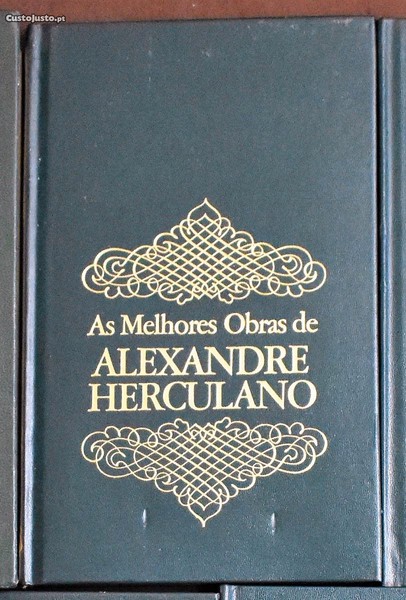 CustoJusto.pt
As Melhores Obras de
ALEXANDRE
HERCULANO